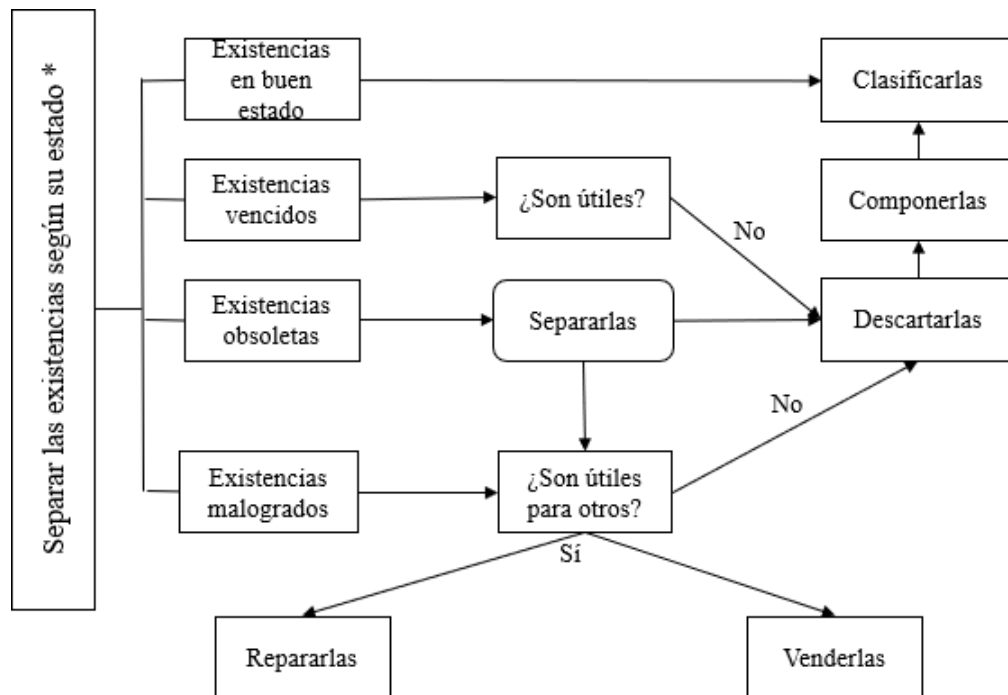 Separar las existencias según su estado *
Existencias
en buen
estado
Clasifícarlas
Existencias
vencidos
¿Son útiles?
No
Componerlas
Existencias
obsoletas
Separarlas
Descartarlas
No
Existencias
malogrados
¿Son útiles
para otros?
Sí
Repararlas
Venderlas